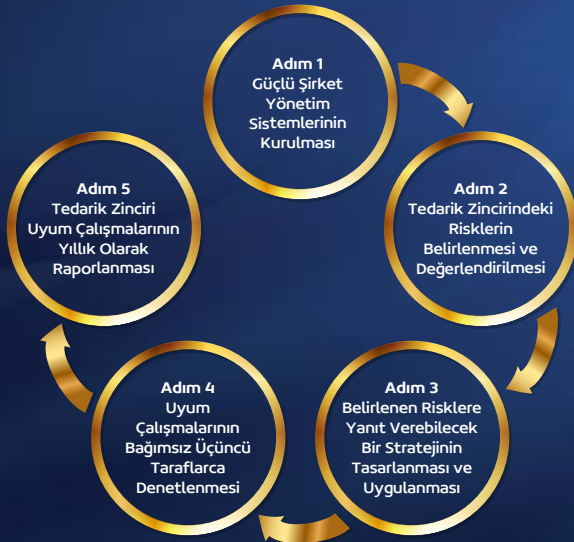 Adım 1
Güçlü Şirket
Yönetim
Sistemlerinin
Kurulması
Adım 2
Tedarik Zincirindeki
Risklerin
Belirlenmesi ve
Değerlendirilmesi
Adım 3
Belirlenen Risklere
Yanıt Verebilecek
Bir Stratejinin
Tasarlanması ve
Uygulanması
Adım 4
Uyum
Çalışmalarının
Bağımsız Üçüncü
Taraflarca
Denetlenmesi
Adım 5
Tedarik Zinciri
Uyum Çalışmalarının
Yıllık Olarak
Raporlanması